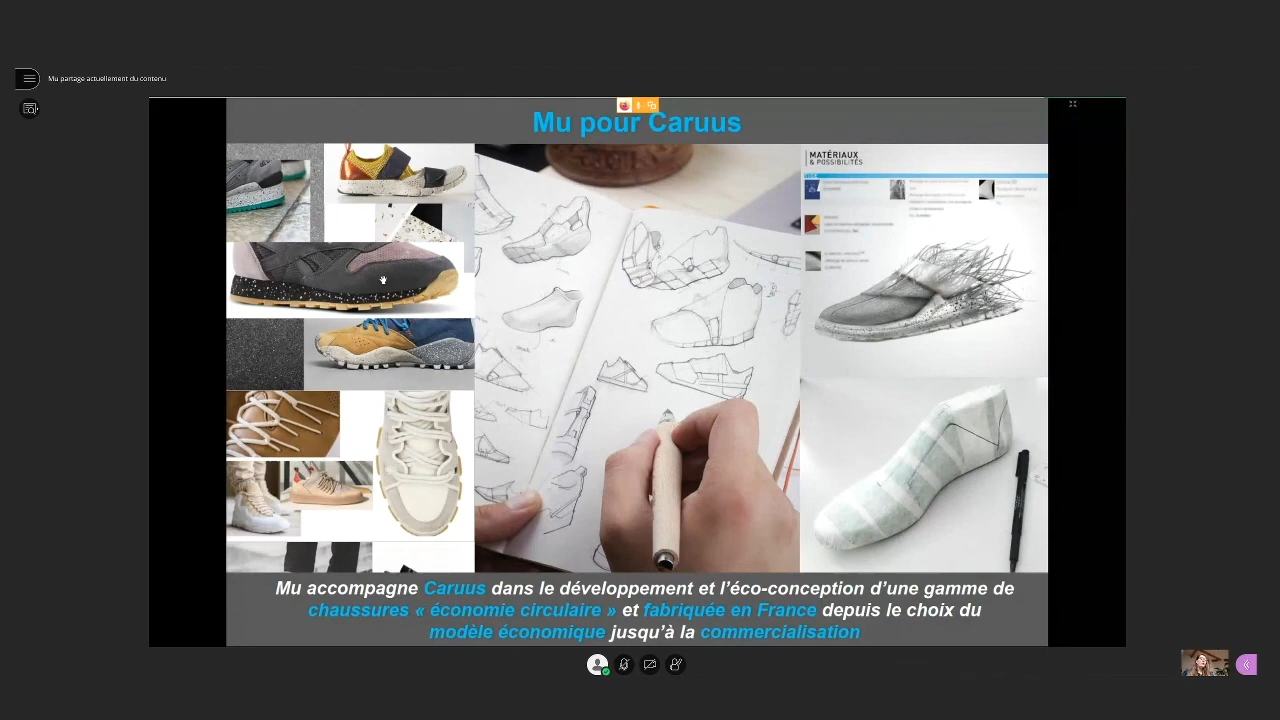 Mu partage actuellement du contenu
Mu pour Caruus
MATÉRIAUX
& POSSIBILITÉS
Mu accompagne Caruus dans le développement et l’éco-conception d’une gamme de
chaussures « économie circulaire » et fabriquée en France depuis le choix du
modèle économique jusqu’à la commercialisation